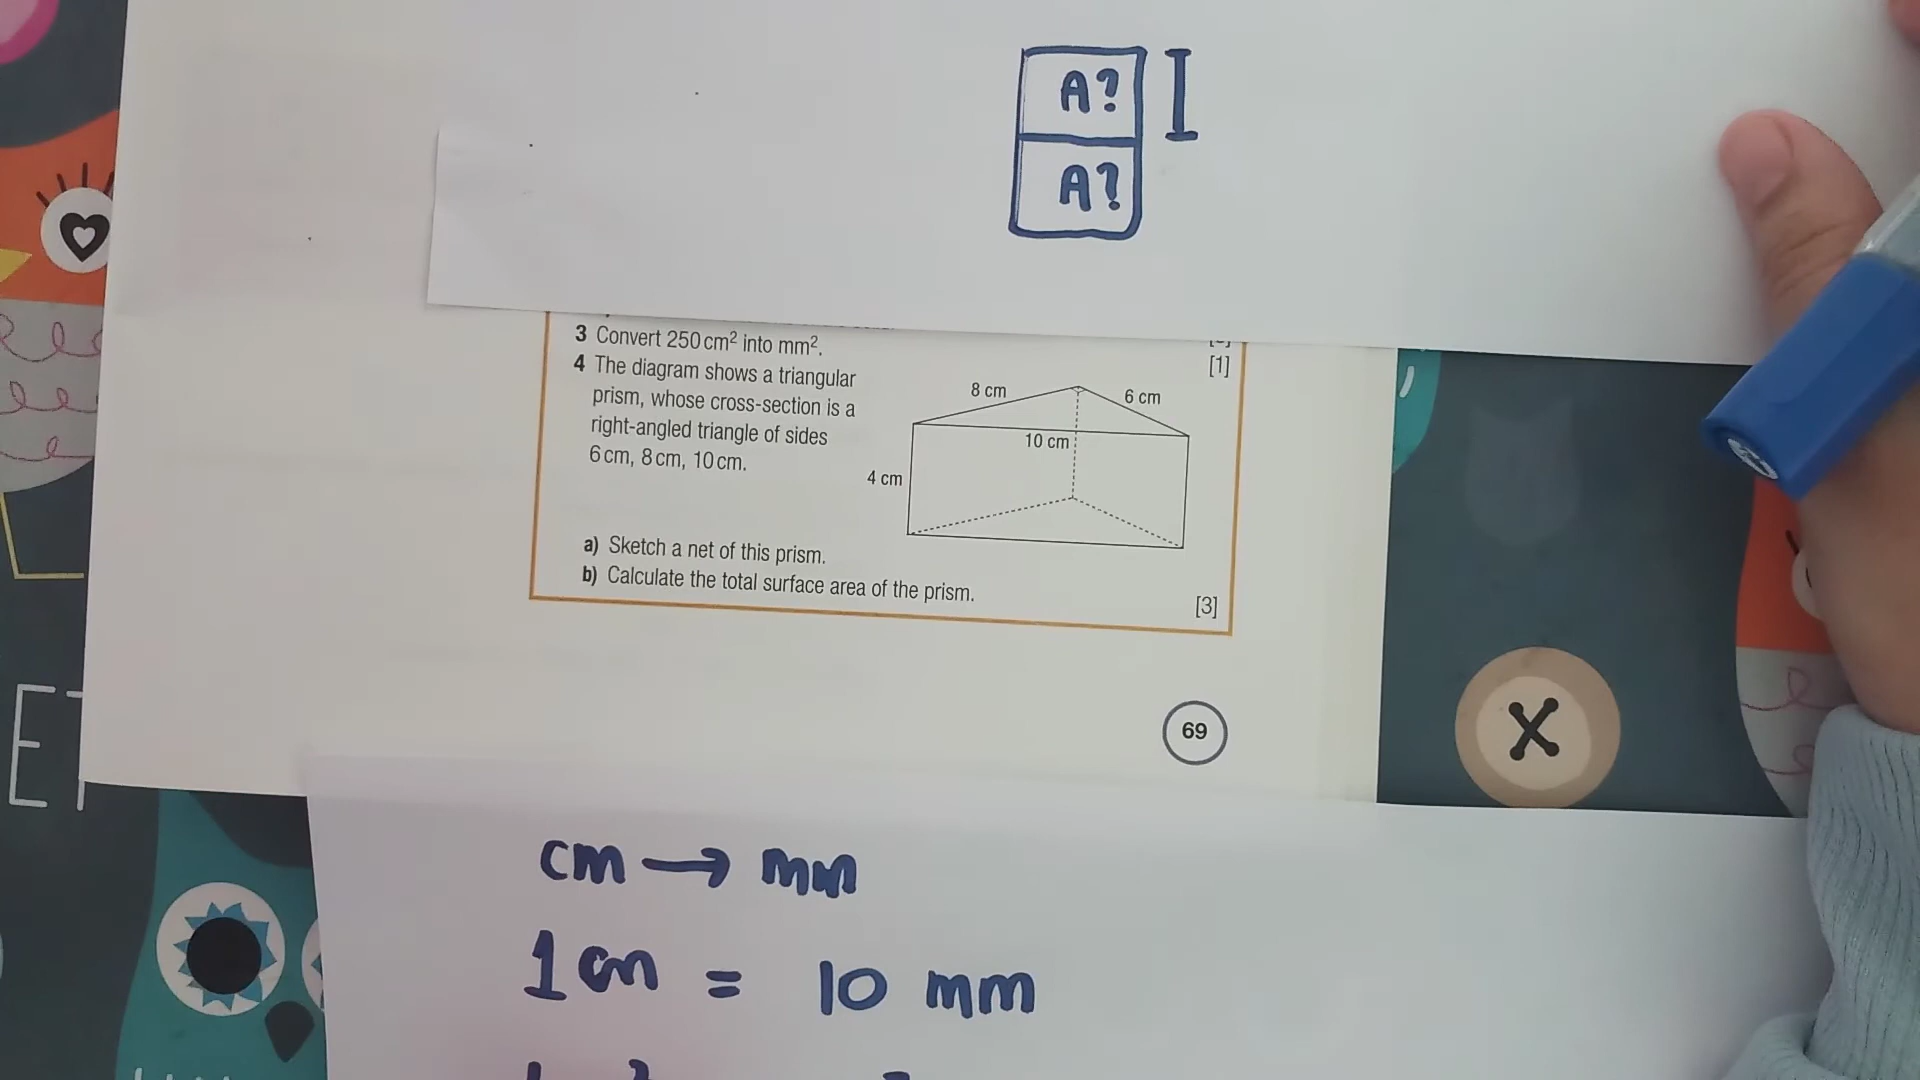 A?
A?
3 Convert 250 cm² into mm².
[1]
4 The diagram shows a triangular
prism, whose cross-section is a
right-angled triangle of sides
6 cm, 8 cm, 10 cm.
8 cm
6 cm
10 cm
4 cm
a) Sketch a net of this prism.
b) Calculate the total surface area of the prism.
[3]
69
cm → mm
1 cm = 10 mm